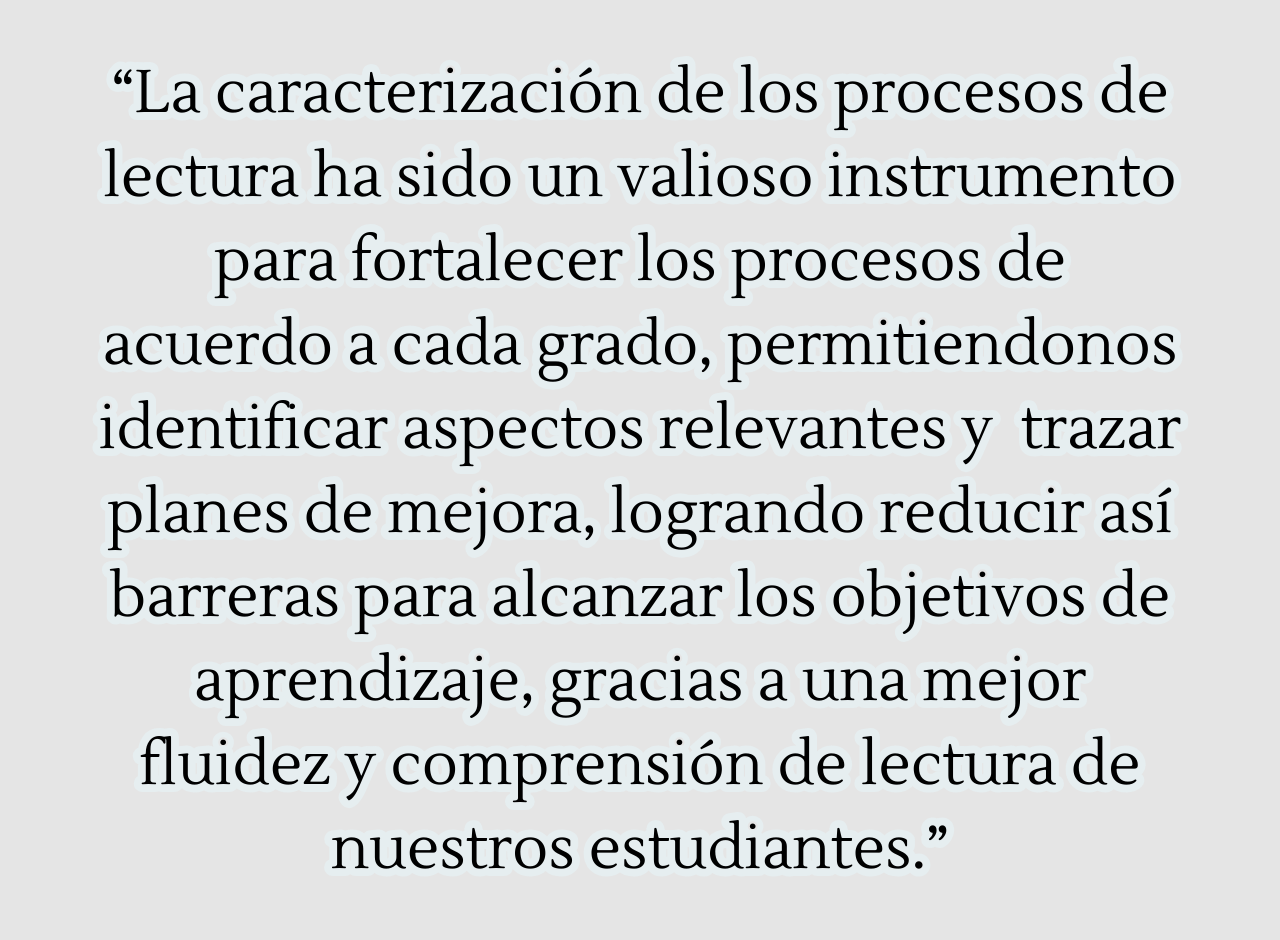 “La caracterización de los procesos de
lectura ha sido un valioso instrumento
para fortalecer los procesos de
acuerdo a cada grado, permitiendonos
identificar aspectos relevantes y  trazar
planes de mejora, logrando reducir así
barreras para alcanzar los objetivos de
aprendizaje, gracias a una mejor
fluidez y comprensión de lectura de
nuestros estudiantes.”